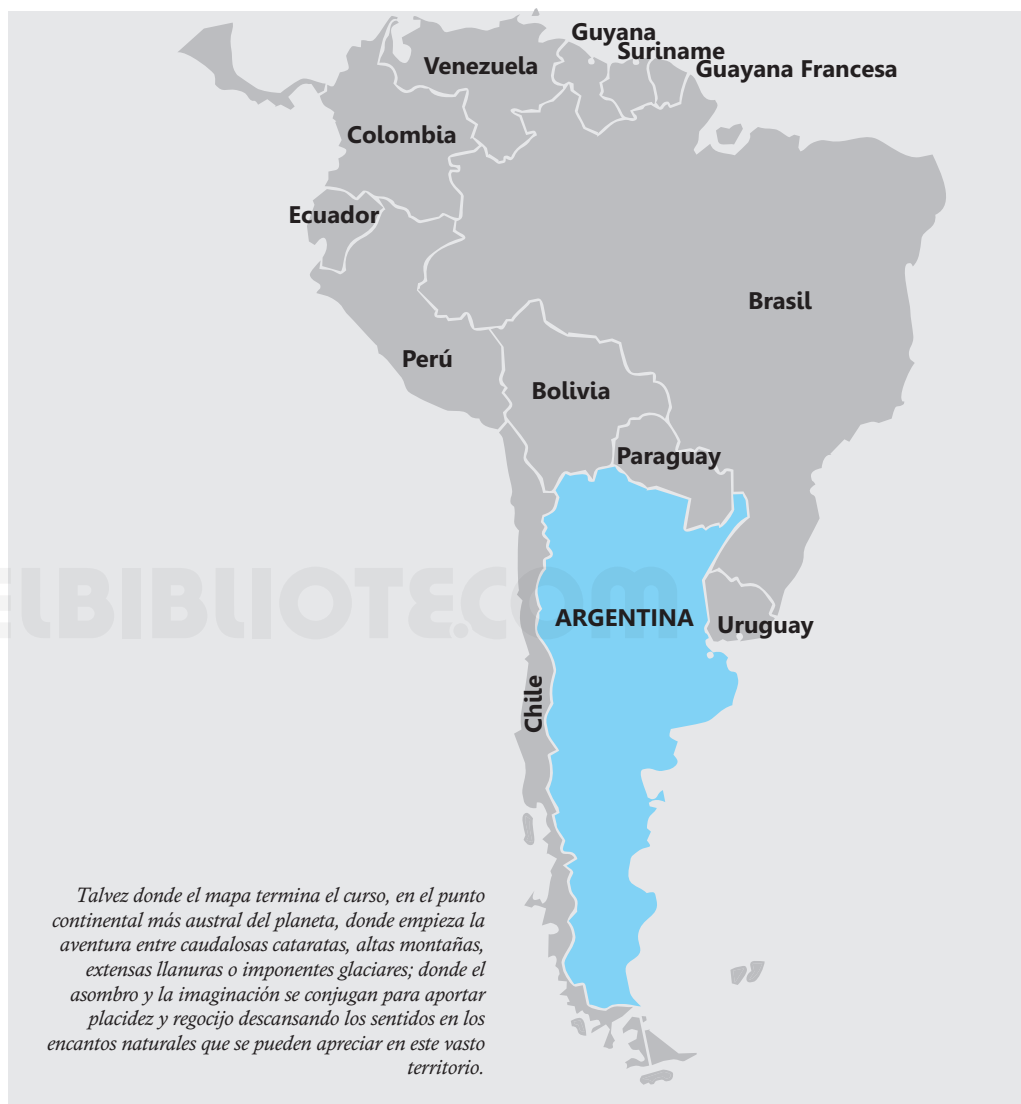 Guyana
Suriname
Guayana Francesa
Venezuela
Colombia
Ecuador
Brasil
Perú
Bolivia
Paraguay
ELBIBLIOTE.COM
ARGENTINA
Uruguay
Chile
Talvez donde el mapa termina el curso, en el punto
continental más austral del planeta, donde empieza la
aventura entre caudalosas cataratas, altas montañas,
extensas llanuras o imponentes glaciares; donde el
asombro y la imaginación se conjugan para aportar
placidez y regocijo descansando los sentidos en los
encantos naturales que se pueden apreciar en este vasto
territorio.